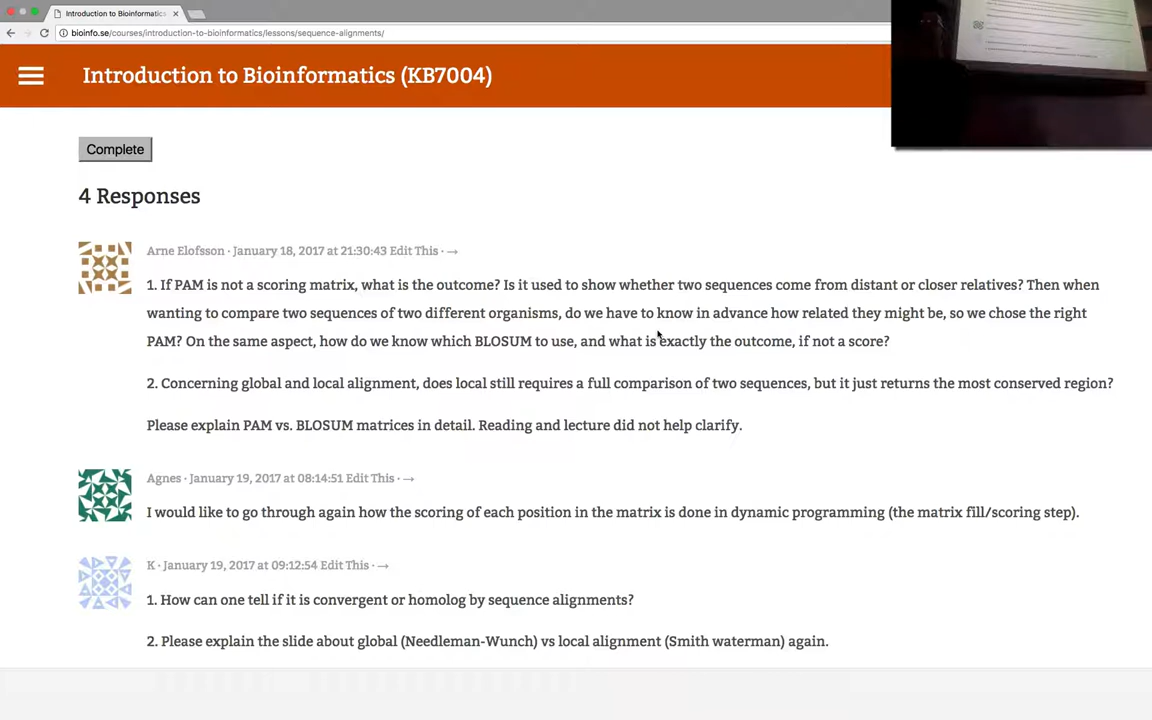 Introduction to Bioinformatics
bioinfo.se/courses/introduction-to-bioinformatics/lessons/sequence-alignments/
Introduction to Bioinformatics (KB7004)
Complete
4 Responses
Arne Elofsson · January 18, 2017 at 21:30:43 Edit This · →
1. If PAM is not a scoring matrix, what is the outcome? Is it used to show whether two sequences come from distant or closer relatives? Then when
wanting to compare two sequences of two different organisms, do we have to know in advance how related they might be, so we chose the right
PAM? On the same aspect, how do we know which BLOSUM to use, and what is exactly the outcome, if not a score?
2. Concerning global and local alignment, does local still requires a full comparison of two sequences, but it just returns the most conserved region?
Please explain PAM vs. BLOSUM matrices in detail. Reading and lecture did not help clarify.
Agnes · January 19, 2017 at 08:14:51 Edit This · →
I would like to go through again how the scoring of each position in the matrix is done in dynamic programming (the matrix fill/scoring step).
K · January 19, 2017 at 09:12:54 Edit This · →
1. How can one tell if it is convergent or homolog by sequence alignments?
2. Please explain the slide about global (Needleman-Wunch) vs local alignment (Smith waterman) again.